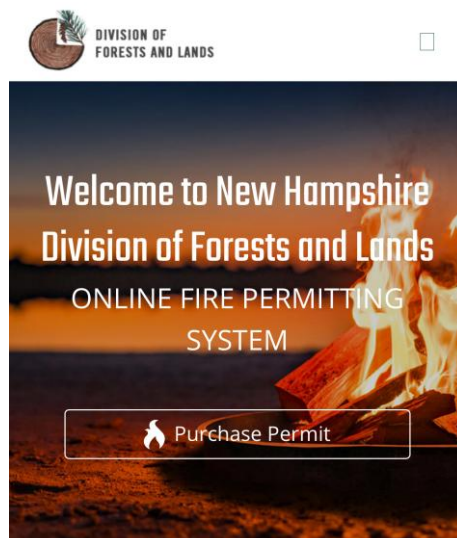 DIVISION OF
FORESTS AND LANDS
Welcome to New Hampshire
Division of Forests and Lands
ONLINE FIRE PERMITTING
SYSTEM
Purchase Permit